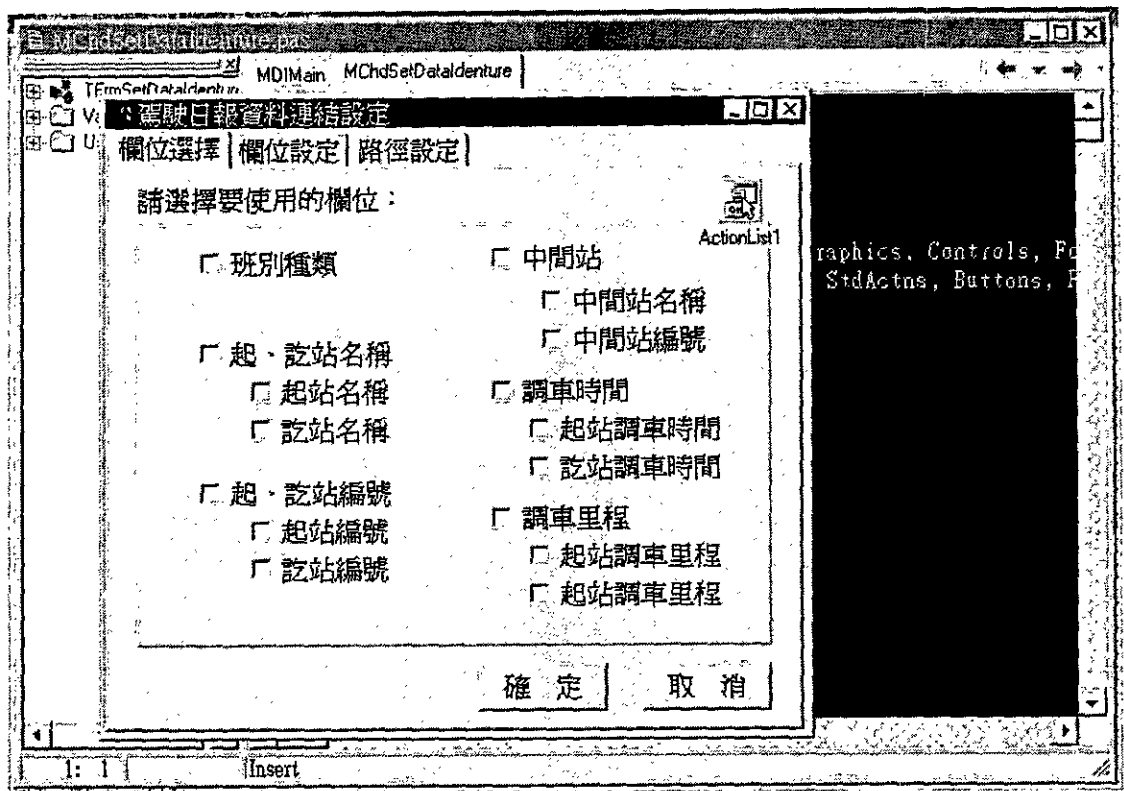 MChdSetDataIdenture.pas
MDIMain MChdSetDataIdenture
TFrmSetDataIdentur
Va
U
駕駛日報資料連結設定
欄位選擇 欄位設定 路徑設定
請選擇要使用的欄位：
ActionList1
班別種類
起、訖站名稱
起站名稱
訖站名稱
起、訖站編號
起站編號
訖站編號
中間站
中間站名稱
中間站編號
調車時間
起站調車時間
訖站調車時間
調車里程
起站調車里程
起站調車里程
確 定 取 消
raphics, Controls, Fo
StdActns, Buttons,
1: 1 Insert